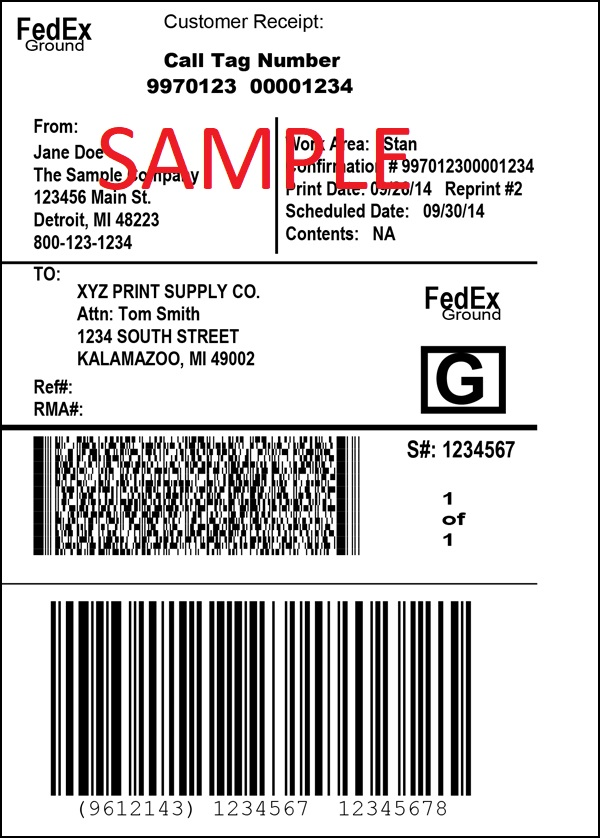 FedEx
Ground
Customer Receipt:
Call Tag Number
9970123 00001234
SAMPLE
From:
Jane Doe
The Sample Company
123456 Main St.
Detroit, MI 48223
800-123-1234
Work Area: Stan
Confirmation # 997012300001234
Print Date: 09/26/14 Reprint #2
Scheduled Date: 09/30/14
Contents: NA
TO:
XYZ PRINT SUPPLY CO.
Attn: Tom Smith
1234 SOUTH STREET
KALAMAZOO, MI 49002
Ref#:
RMA#:
FedEx
Ground
G
S#: 1234567
1
of
1
(9612143) 1234567 12345678